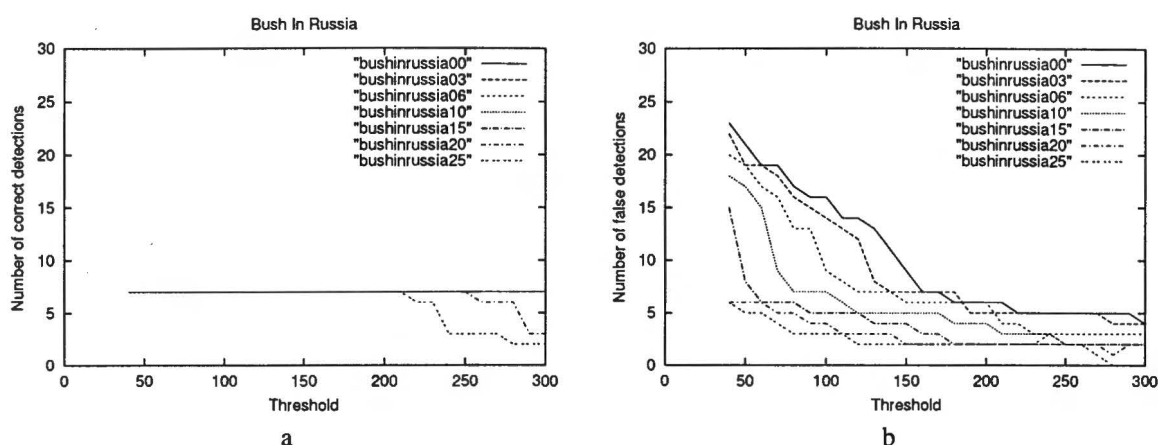 Bush In Russia
Number of correct detections
30
25
20
15
10
5
0
0 50 100 150 200 250 300
Threshold
"bushinrussia00"
"bushinrussia03"
"bushinrussia06"
"bushinrussia10"
"bushinrussia15"
"bushinrussia20"
"bushinrussia25"
a
Bush In Russia
Number of false detections
30
25
20
15
10
5
0
0 50 100 150 200 250 300
Threshold
"bushinrussia00"
"bushinrussia03"
"bushinrussia06"
"bushinrussia10"
"bushinrussia15"
"bushinrussia20"
"bushinrussia25"
b